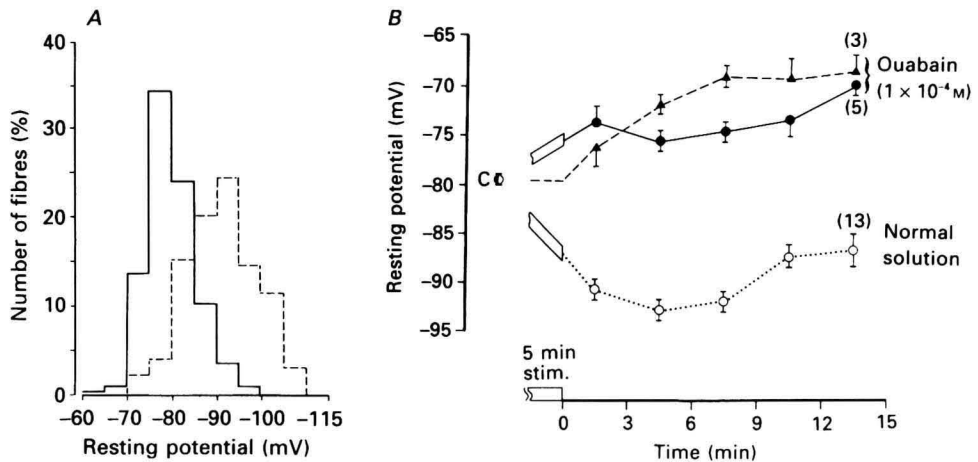 A
Number of fibres (%)
40
30
20
10
0
−60
−70
−80
−90
−100
−115
Resting potential (mV)
B
Resting potential (mV)
−65
−70
−75
−80
−85
−90
−95
C
(3)
Ouabain
(1 × 10⁻⁴ M)
(5)
(13)
Normal
solution
5 min
stim.
0
3
6
9
12
15
Time (min)